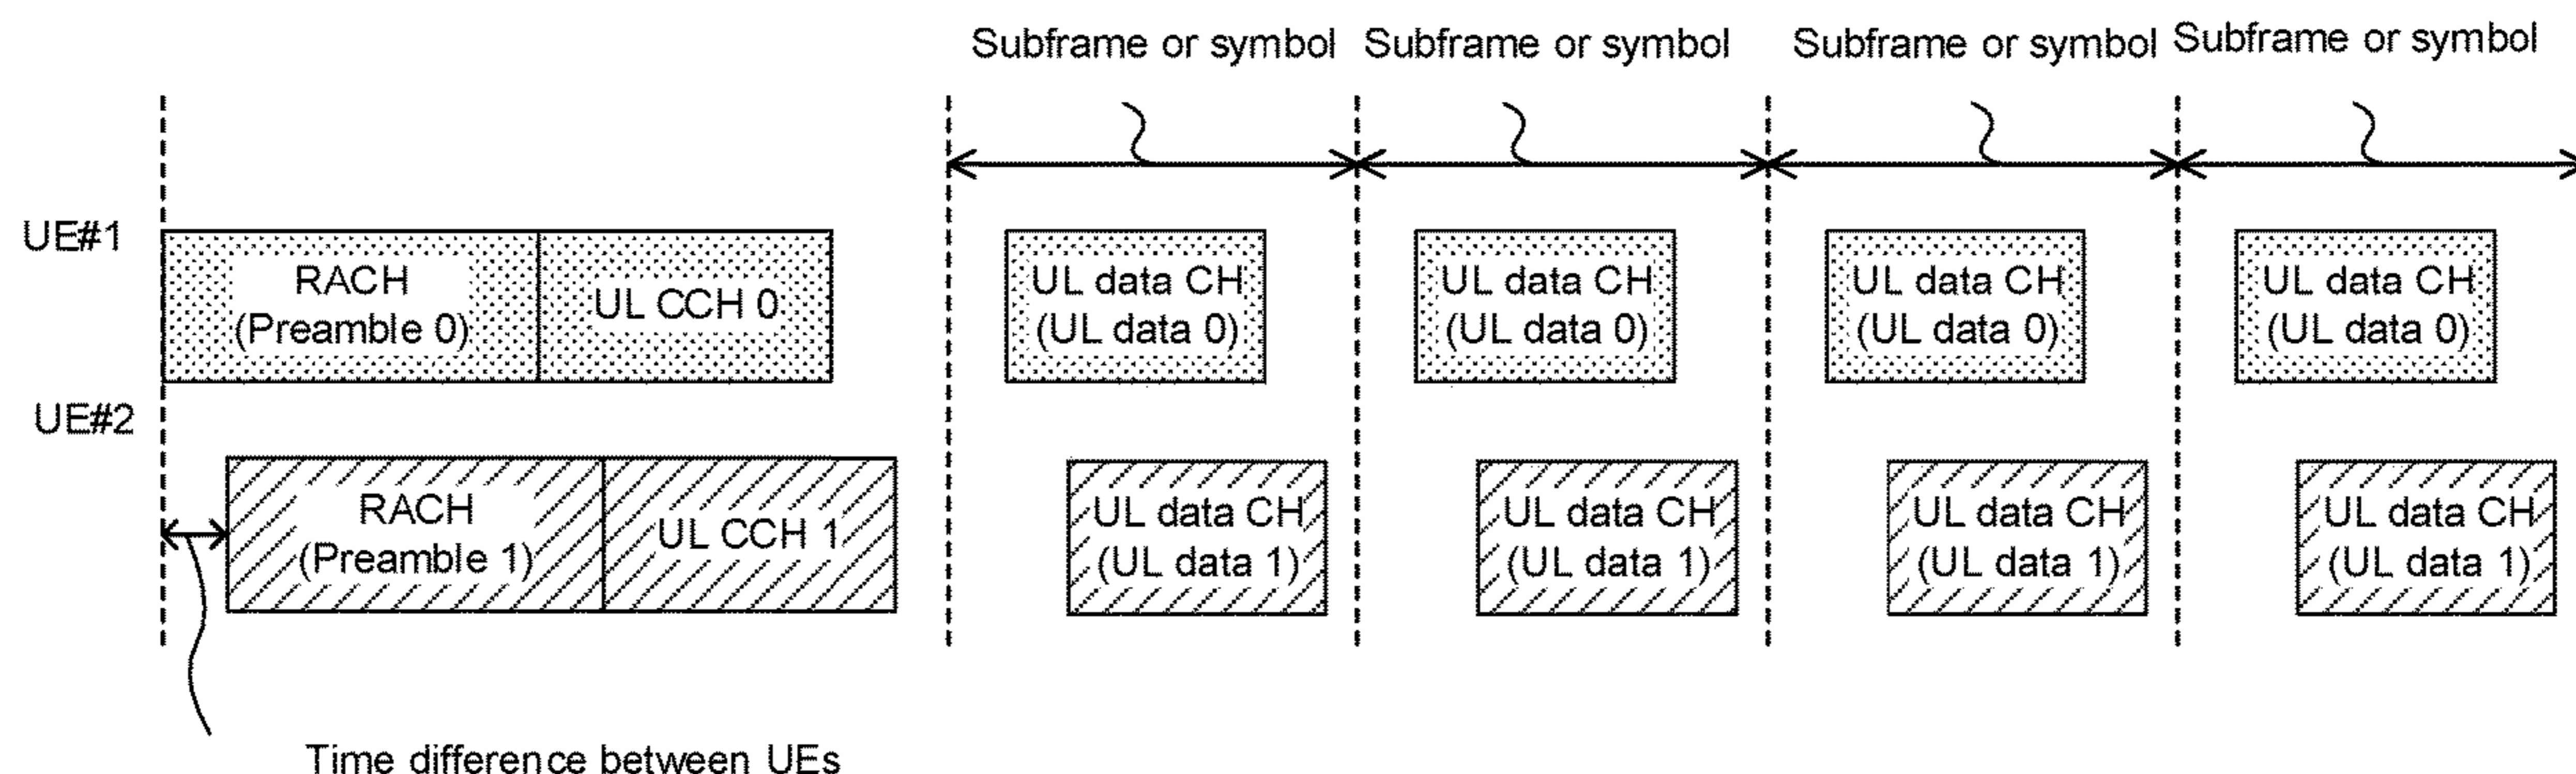 Subframe or symbol Subframe or symbol Subframe or symbol Subframe or symbol
UE#1
RACH
(Preamble 0)
UL CCH 0
UL data CH
(UL data 0)
UL data CH
(UL data 0)
UL data CH
(UL data 0)
UL data CH
(UL data 0)
UE#2
RACH
(Preamble 1)
UL CCH 1
UL data CH
(UL data 1)
UL data CH
(UL data 1)
UL data CH
(UL data 1)
UL data CH
(UL data 1)
Time difference between UEs